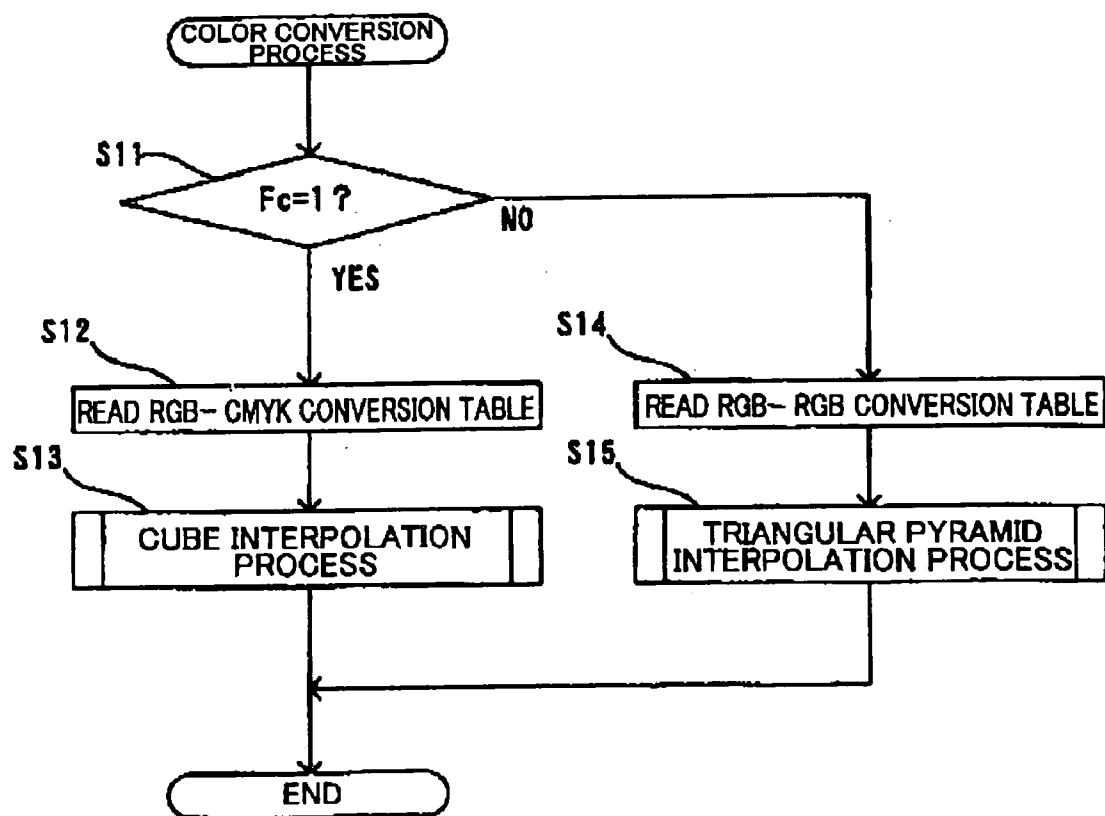 COLOR CONVERSION
PROCESS
S11
Fc=1?
NO
YES
S12
READ RGB- CMYK CONVERSION TABLE
S14
READ RGB- RGB CONVERSION TABLE
S13
CUBE INTERPOLATION
PROCESS
S15
TRIANGULAR PYRAMID
INTERPOLATION PROCESS
END